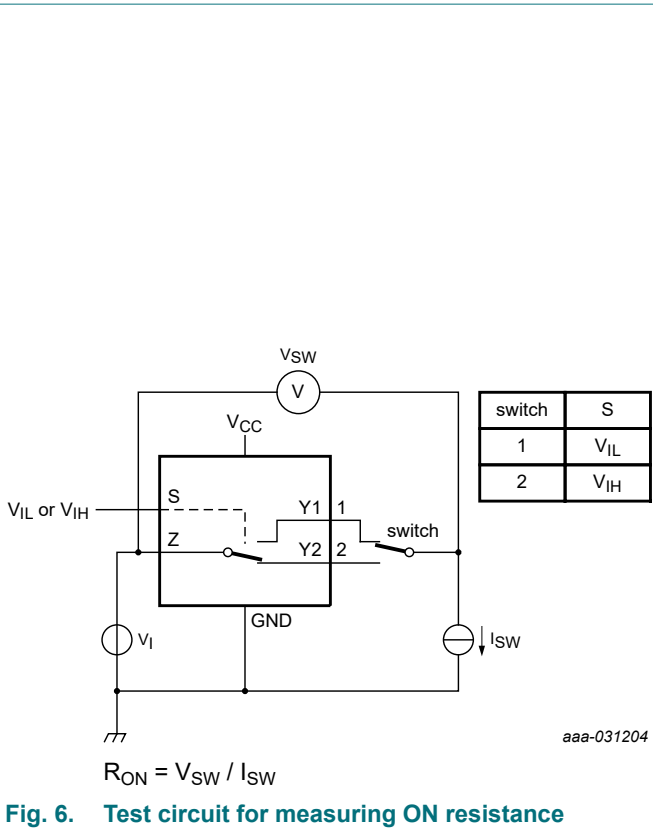 VSW
V
switch S
1 VIL
2 VIH
VCC
VIL or VIH
S
Z
Y1 1
Y2 2
switch
GND
VI
ISW
aaa-031204
RON = VSW / ISW
Fig. 6. Test circuit for measuring ON resistance